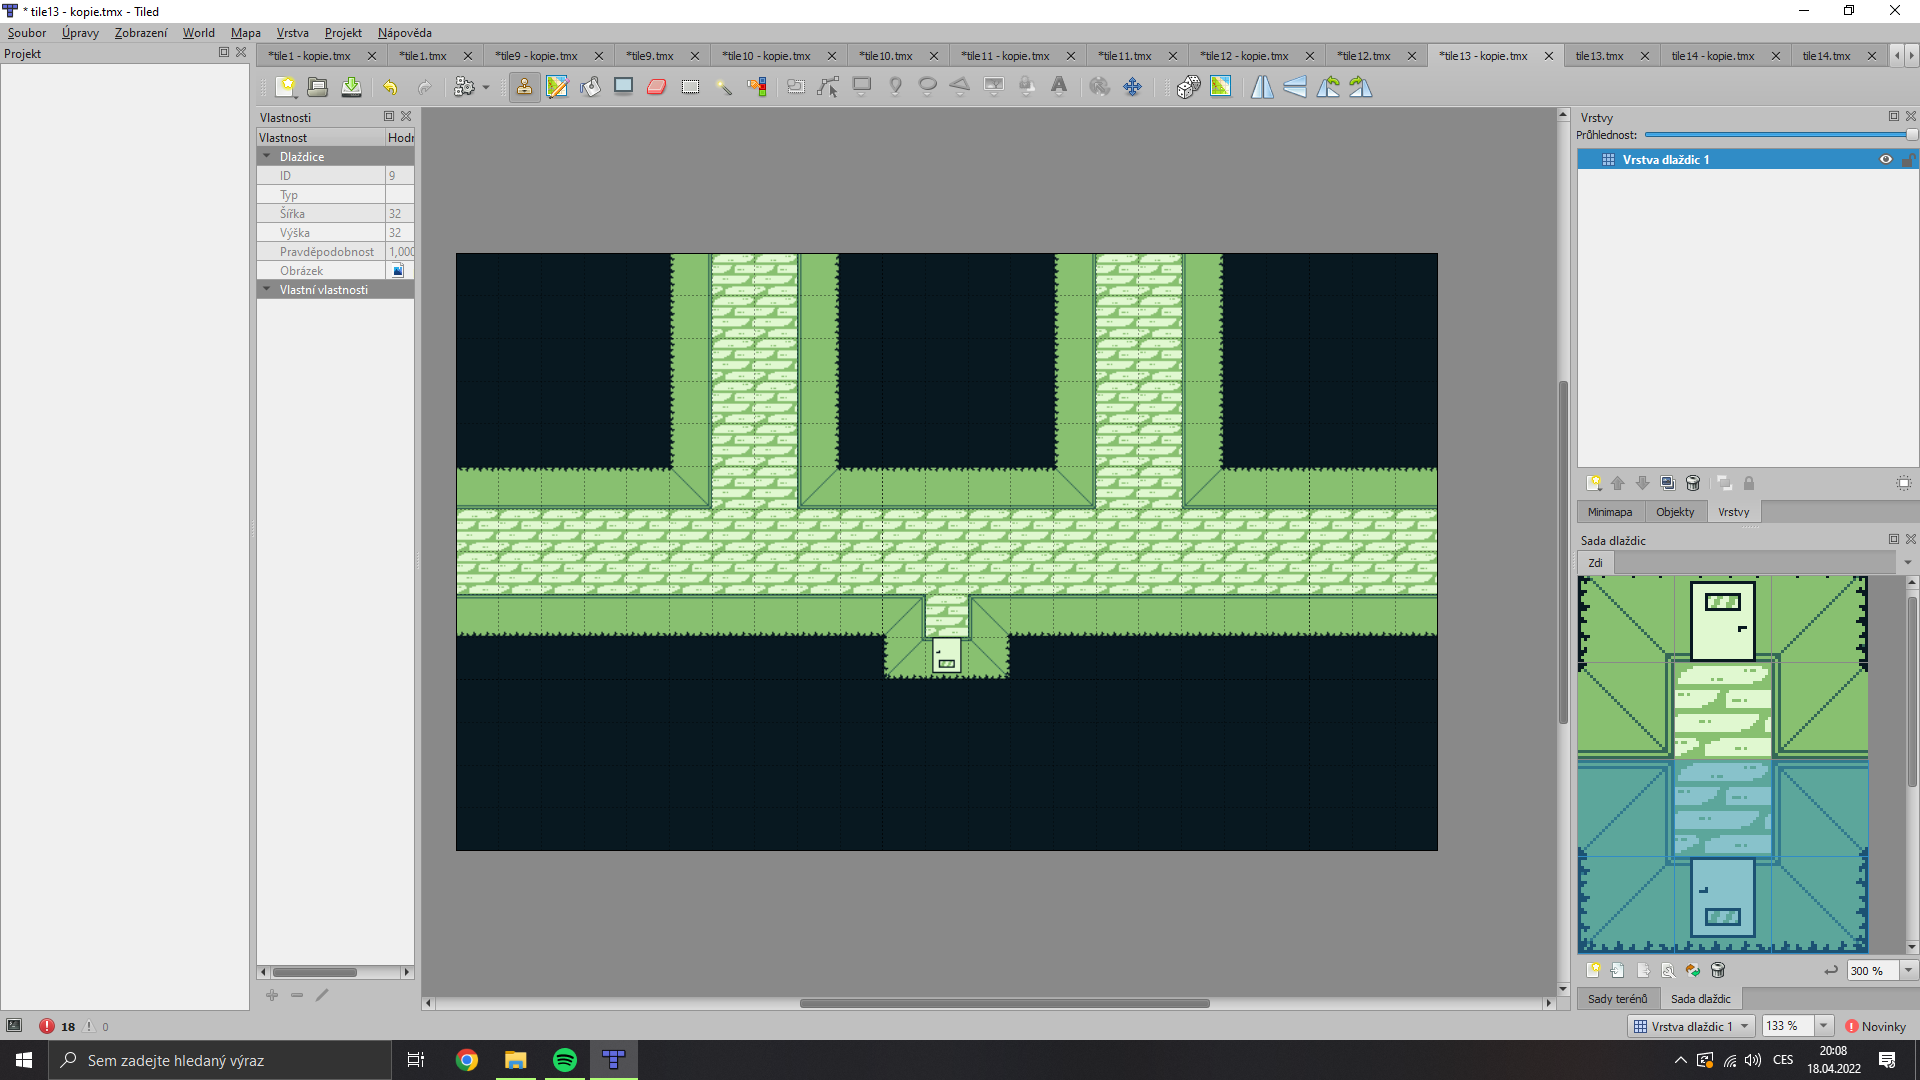 * tile13 - kopie.tmx - Tiled
Soubor Úpravy Zobrazení World Mapa Vrstva Projekt Nápověda
Projekt
*tile1 - kopie.tmx *tile1.tmx *tile9 - kopie.tmx *tile9.tmx *tile10 - kopie.tmx *tile10.tmx *tile11 - kopie.tmx *tile11.tmx *tile12 - kopie.tmx *tile12.tmx *tile13 - kopie.tmx tile13.tmx tile14 - kopie.tmx tile14.tmx
Vlastnosti
Vlastnost Hodr
Dlaždice
ID 9
Typ
Šířka 32
Výška 32
Pravděpodobnost 1,000
Obrázek
Vlastní vlastnosti
Vrstvy
Průhlednost:
Vrstva dlaždic 1
Minimapa Objekty Vrstvy
Sada dlaždic
Zdi
300 %
Sady terénů Sada dlaždic
18 0
Vrstva dlaždic 1 133 % Novinky
Sem zadejte hledaný výraz
CES
20:08
18.04.2022